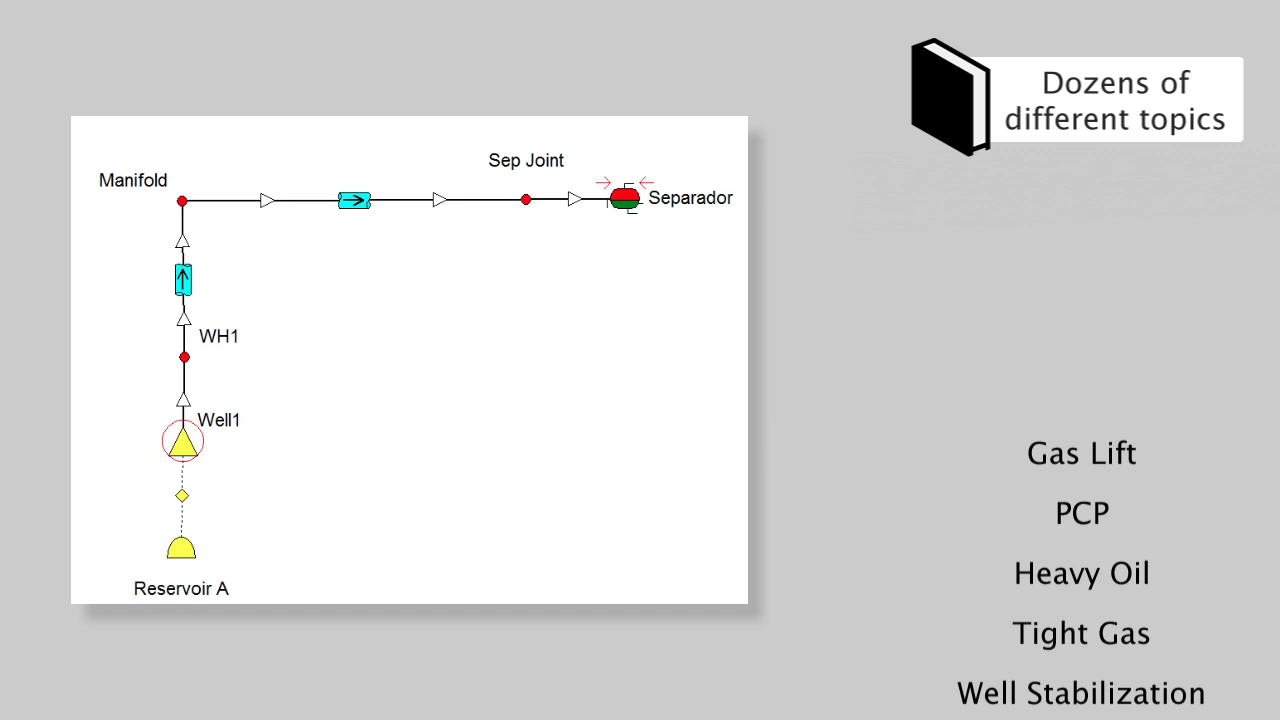 Dozens of
different topics
Sep Joint
Manifold
Separador
WH1
Well1
Reservoir A
Gas Lift
PCP
Heavy Oil
Tight Gas
Well Stabilization